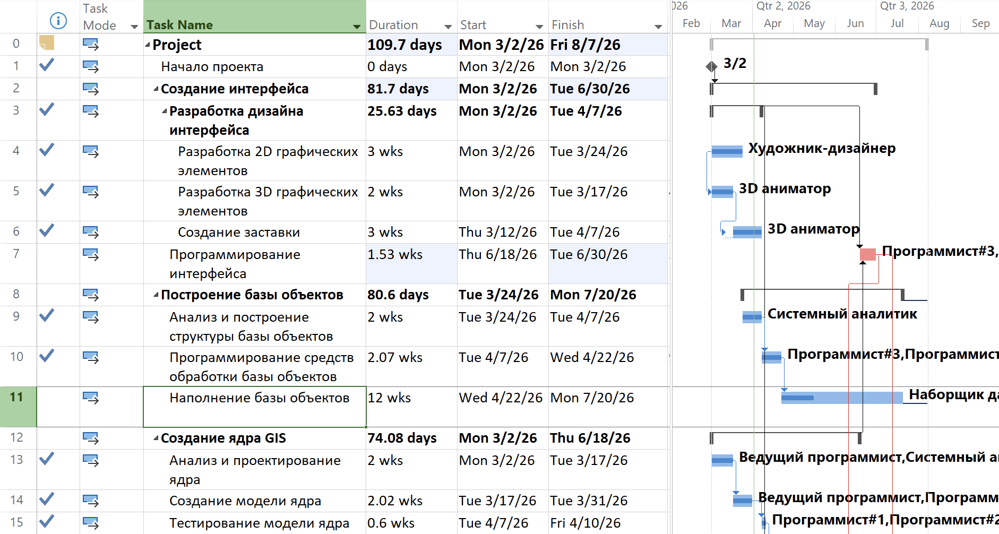 Task Mode Task Name Duration Start Finish
026 Qtr 2, 2026 Qtr 3, 2026
Feb Mar Apr May Jun Jul Aug Sep
0 Project 109.7 days Mon 3/2/26 Fri 8/7/26
1 Начало проекта 0 days Mon 3/2/26 Mon 3/2/26 3/2
2 Создание интерфейса 81.7 days Mon 3/2/26 Tue 6/30/26
3 Разработка дизайна интерфейса 25.63 days Mon 3/2/26 Tue 4/7/26
4 Разработка 2D графических элементов 3 wks Mon 3/2/26 Tue 3/24/26 Художник-дизайнер
5 Разработка 3D графических элементов 2 wks Mon 3/2/26 Tue 3/17/26 3D аниматор
6 Создание заставки 3 wks Thu 3/12/26 Tue 4/7/26 3D аниматор
7 Программирование интерфейса 1.53 wks Thu 6/18/26 Tue 6/30/26 Программист#3,
8 Построение базы объектов 80.6 days Tue 3/24/26 Mon 7/20/26
9 Анализ и построение структуры базы объектов 2 wks Tue 3/24/26 Tue 4/7/26 Системный аналитик
10 Программирование средств обработки базы объектов 2.07 wks Tue 4/7/26 Wed 4/22/26 Программист#3,Программист
11 Наполнение базы объектов 12 wks Wed 4/22/26 Mon 7/20/26 Наборщик да
12 Создание ядра GIS 74.08 days Mon 3/2/26 Thu 6/18/26
13 Анализ и проектирование ядра 2 wks Mon 3/2/26 Tue 3/17/26 Ведущий программист,Системный ан
14 Создание модели ядра 2.02 wks Tue 3/17/26 Tue 3/31/26 Ведущий программист,Программ
15 Тестирование модели ядра 0.6 wks Tue 4/7/26 Fri 4/10/26 Программист#1,Программист#2